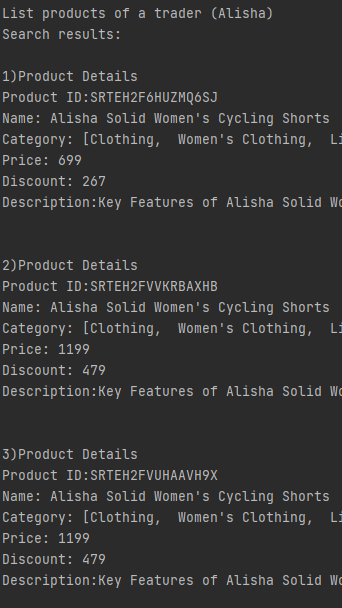 List products of a trader (Alisha)
Search results:
1)Product Details
Product ID:SRTEH2F6HUZMQ6SJ
Name: Alisha Solid Women's Cycling Shorts
Category: [Clothing,  Women's Clothing,  Li
Price: 699
Discount: 267
Description:Key Features of Alisha Solid Wo
2)Product Details
Product ID:SRTEH2FVVKRBAXHB
Name: Alisha Solid Women's Cycling Shorts
Category: [Clothing,  Women's Clothing,  Li
Price: 1199
Discount: 479
Description:Key Features of Alisha Solid Wo
3)Product Details
Product ID:SRTEH2FVUHAAVH9X
Name: Alisha Solid Women's Cycling Shorts
Category: [Clothing,  Women's Clothing,  Li
Price: 1199
Discount: 479
Description:Key Features of Alisha Solid Wo